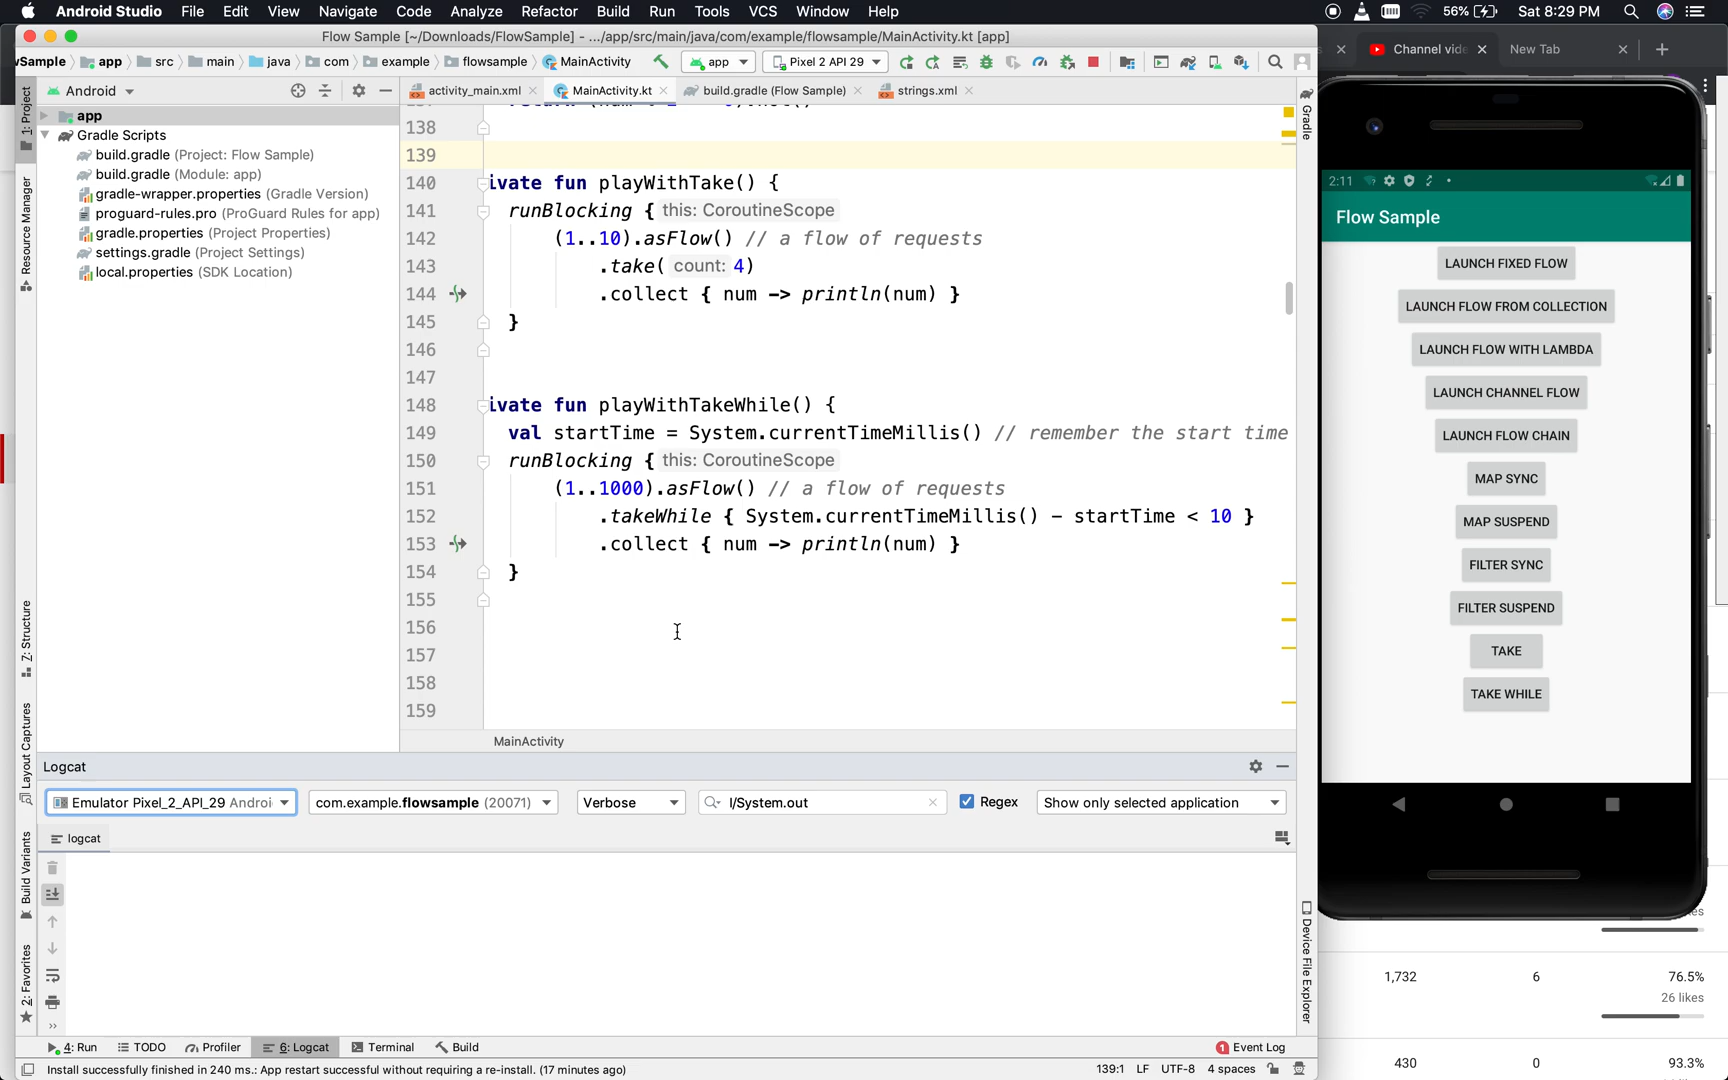 Android Studio File Edit View Navigate Code Analyze Refactor Build Run Tools VCS Window Help 56% Sat 8:29 PM
Flow Sample [~/Downloads/FlowSample] - .../app/src/main/java/com/example/flowsample/MainActivity.kt [app]
wSample app src main java com example flowsample MainActivity app Pixel 2 API 29
Channel vide New Tab
1: Project
Resource Manager
Z: Structure
Layout Captures
Build Variants
2: Favorites
Android
app
Gradle Scripts
build.gradle (Project: Flow Sample)
build.gradle (Module: app)
gradle-wrapper.properties (Gradle Version)
proguard-rules.pro (ProGuard Rules for app)
gradle.properties (Project Properties)
settings.gradle (Project Settings)
local.properties (SDK Location)
activity_main.xml MainActivity.kt build.gradle (Flow Sample) strings.xml
138
139
140 ivate fun playWithTake() {
141 runBlocking { this: CoroutineScope
142 (1..10).asFlow() // a flow of requests
143 .take( count: 4)
144 .collect { num -> println(num) }
145 }
146
147
148 ivate fun playWithTakeWhile() {
149 val startTime = System.currentTimeMillis() // remember the start time
150 runBlocking { this: CoroutineScope
151 (1..1000).asFlow() // a flow of requests
152 .takeWhile { System.currentTimeMillis() - startTime < 10 }
153 .collect { num -> println(num) }
154 }
155
156
157
158
159
MainActivity
Gradle
Device File Explorer
Logcat
Emulator Pixel_2_API_29 Androi com.example.flowsample (20071) Verbose I/System.out Regex Show only selected application
logcat
4: Run TODO Profiler 6: Logcat Terminal Build 1 Event Log
Install successfully finished in 240 ms.: App restart successful without requiring a re-install. (17 minutes ago) 139:1 LF UTF-8 4 spaces
2:11
Flow Sample
LAUNCH FIXED FLOW
LAUNCH FLOW FROM COLLECTION
LAUNCH FLOW WITH LAMBDA
LAUNCH CHANNEL FLOW
LAUNCH FLOW CHAIN
MAP SYNC
MAP SUSPEND
FILTER SYNC
FILTER SUSPEND
TAKE
TAKE WHILE
1,732 6 76.5%
26 likes
430 0 93.3%